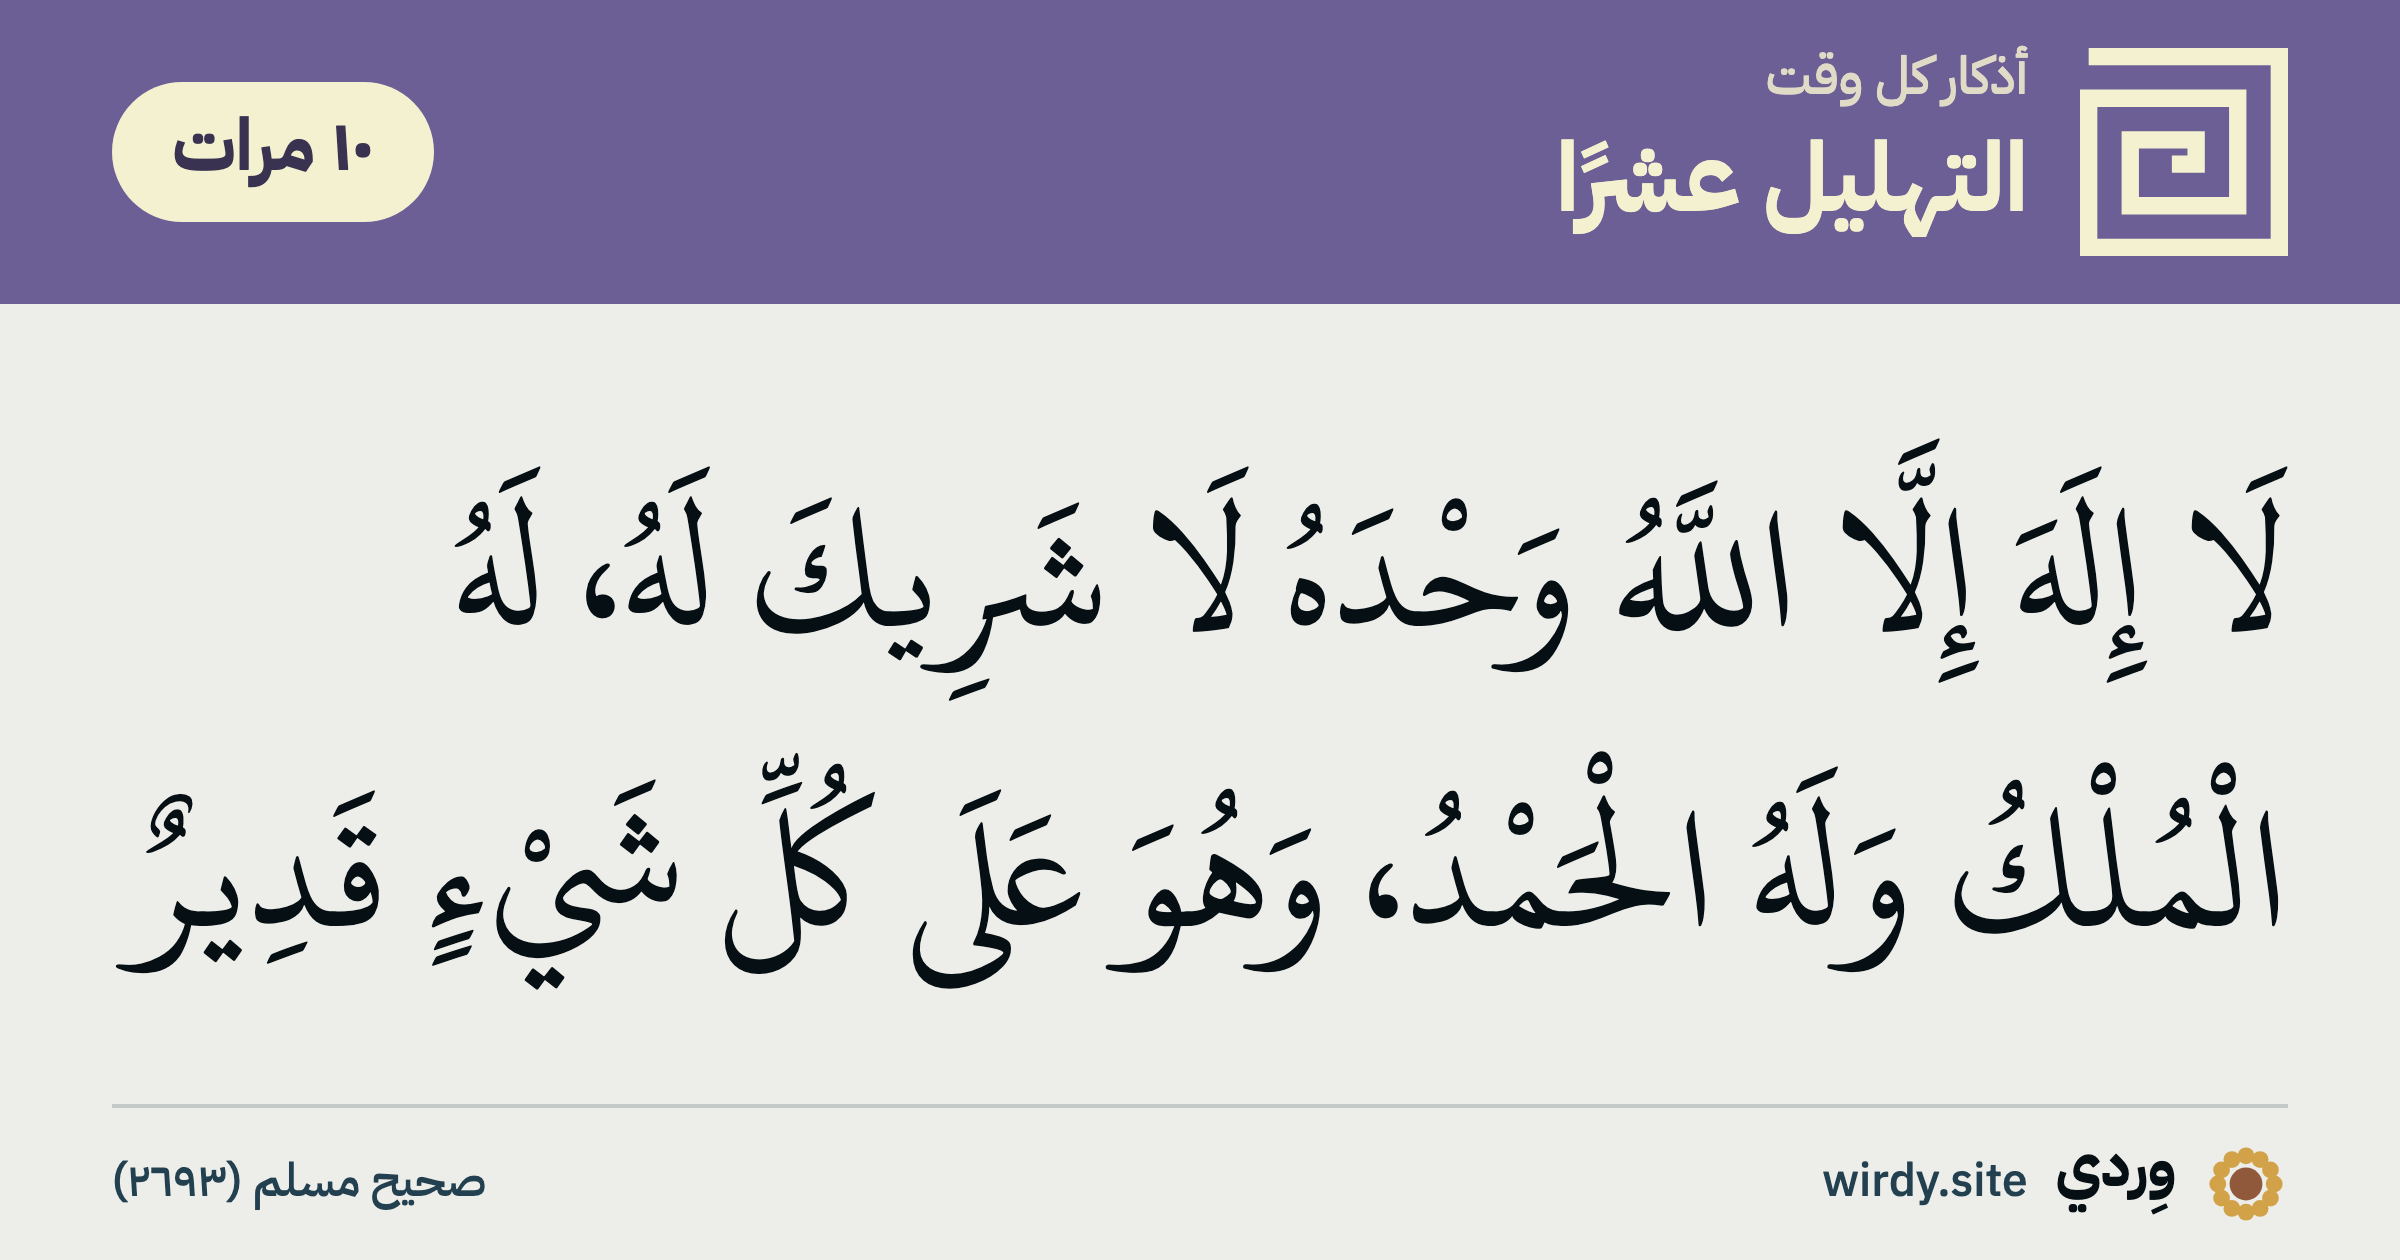 أذكار كل وقت
التهليل عشرًا
١٠ مرات
لَا إِلَهَ إِلَّا اللَّهُ وَحْدَهُ لَا شَرِيكَ لَهُ، لَهُ
الْمُلْكُ وَلَهُ الْحَمْدُ، وَهُوَ عَلَى كُلِّ شَيْءٍ قَدِيرٌ
وِردي wirdy.site
صحيح مسلم (٢٦٩٣)